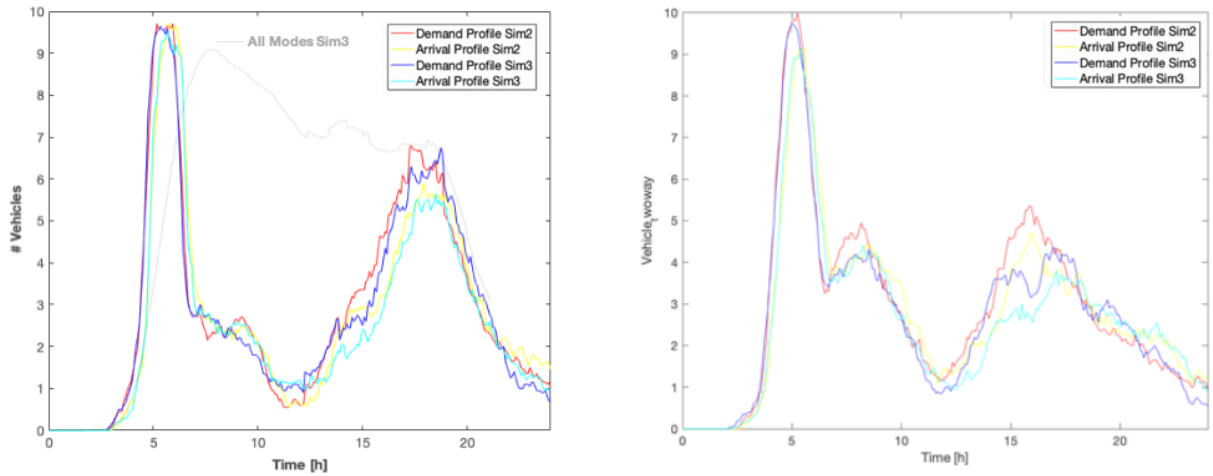 All Modes Sim3
Demand Profile Sim2
Arrival Profile Sim2
Demand Profile Sim3
Arrival Profile Sim3
# Vehicles
10
9
8
7
6
5
4
3
2
1
0
0 5 10 15 20
Time [h]
Demand Profile Sim2
Arrival Profile Sim2
Demand Profile Sim3
Arrival Profile Sim3
Vehicle_twoway
10
9
8
7
6
5
4
3
2
1
0
0 5 10 15 20
Time [h]